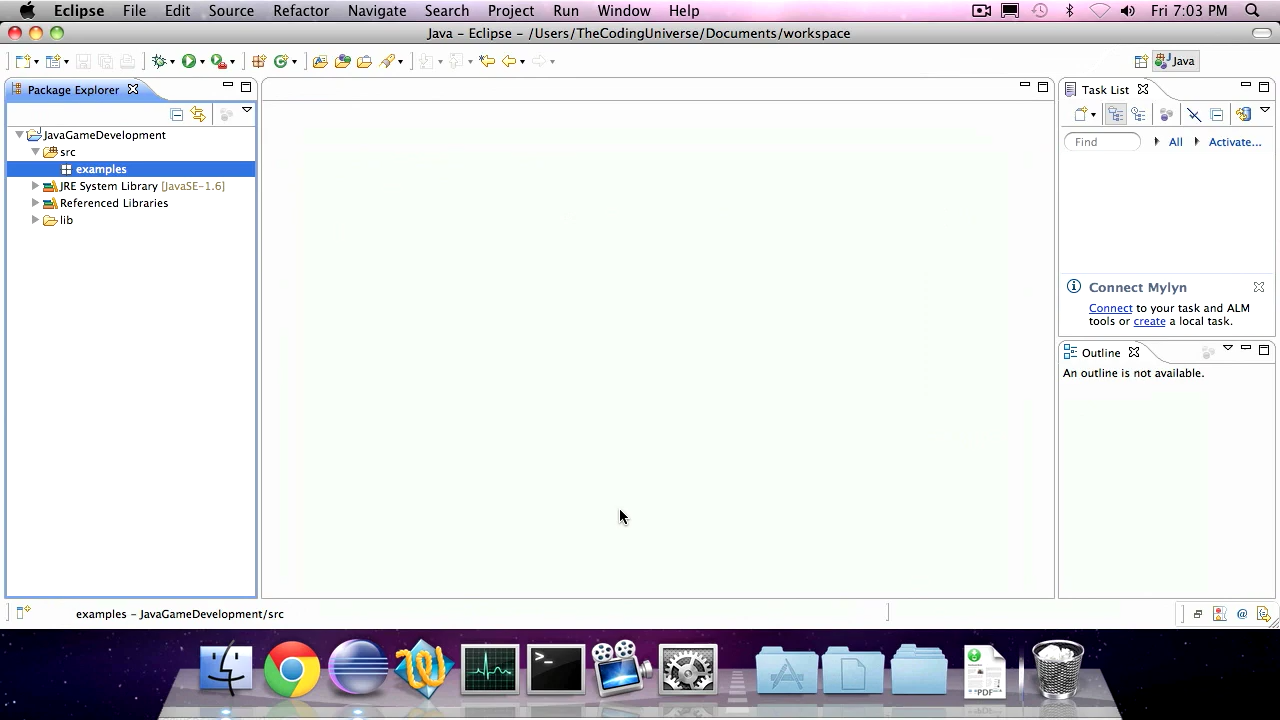 Eclipse File Edit Source Refactor Navigate Search Project Run Window Help Fri 7:03 PM
Java – Eclipse – /Users/TheCodingUniverse/Documents/workspace
Java
Package Explorer
JavaGameDevelopment
src
examples
JRE System Library [JavaSE-1.6]
Referenced Libraries
lib
Task List
Find All Activate...
Connect Mylyn
Connect to your task and ALM
tools or create a local task.
Outline
An outline is not available.
examples – JavaGameDevelopment/src
PDF